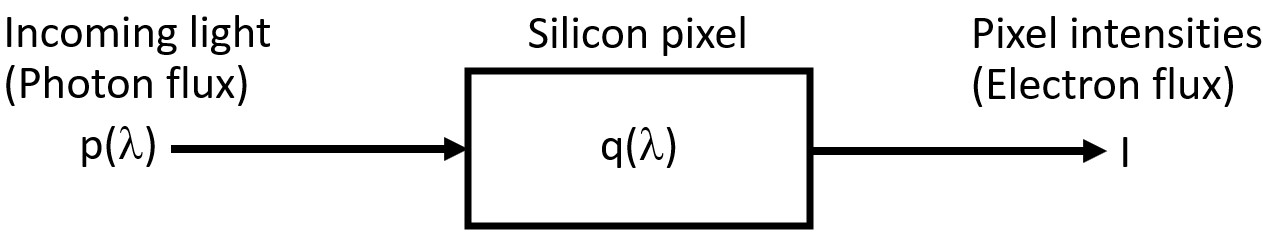 Incoming light
(Photon flux)
p(λ)
Silicon pixel
q(λ)
Pixel intensities
(Electron flux)
I